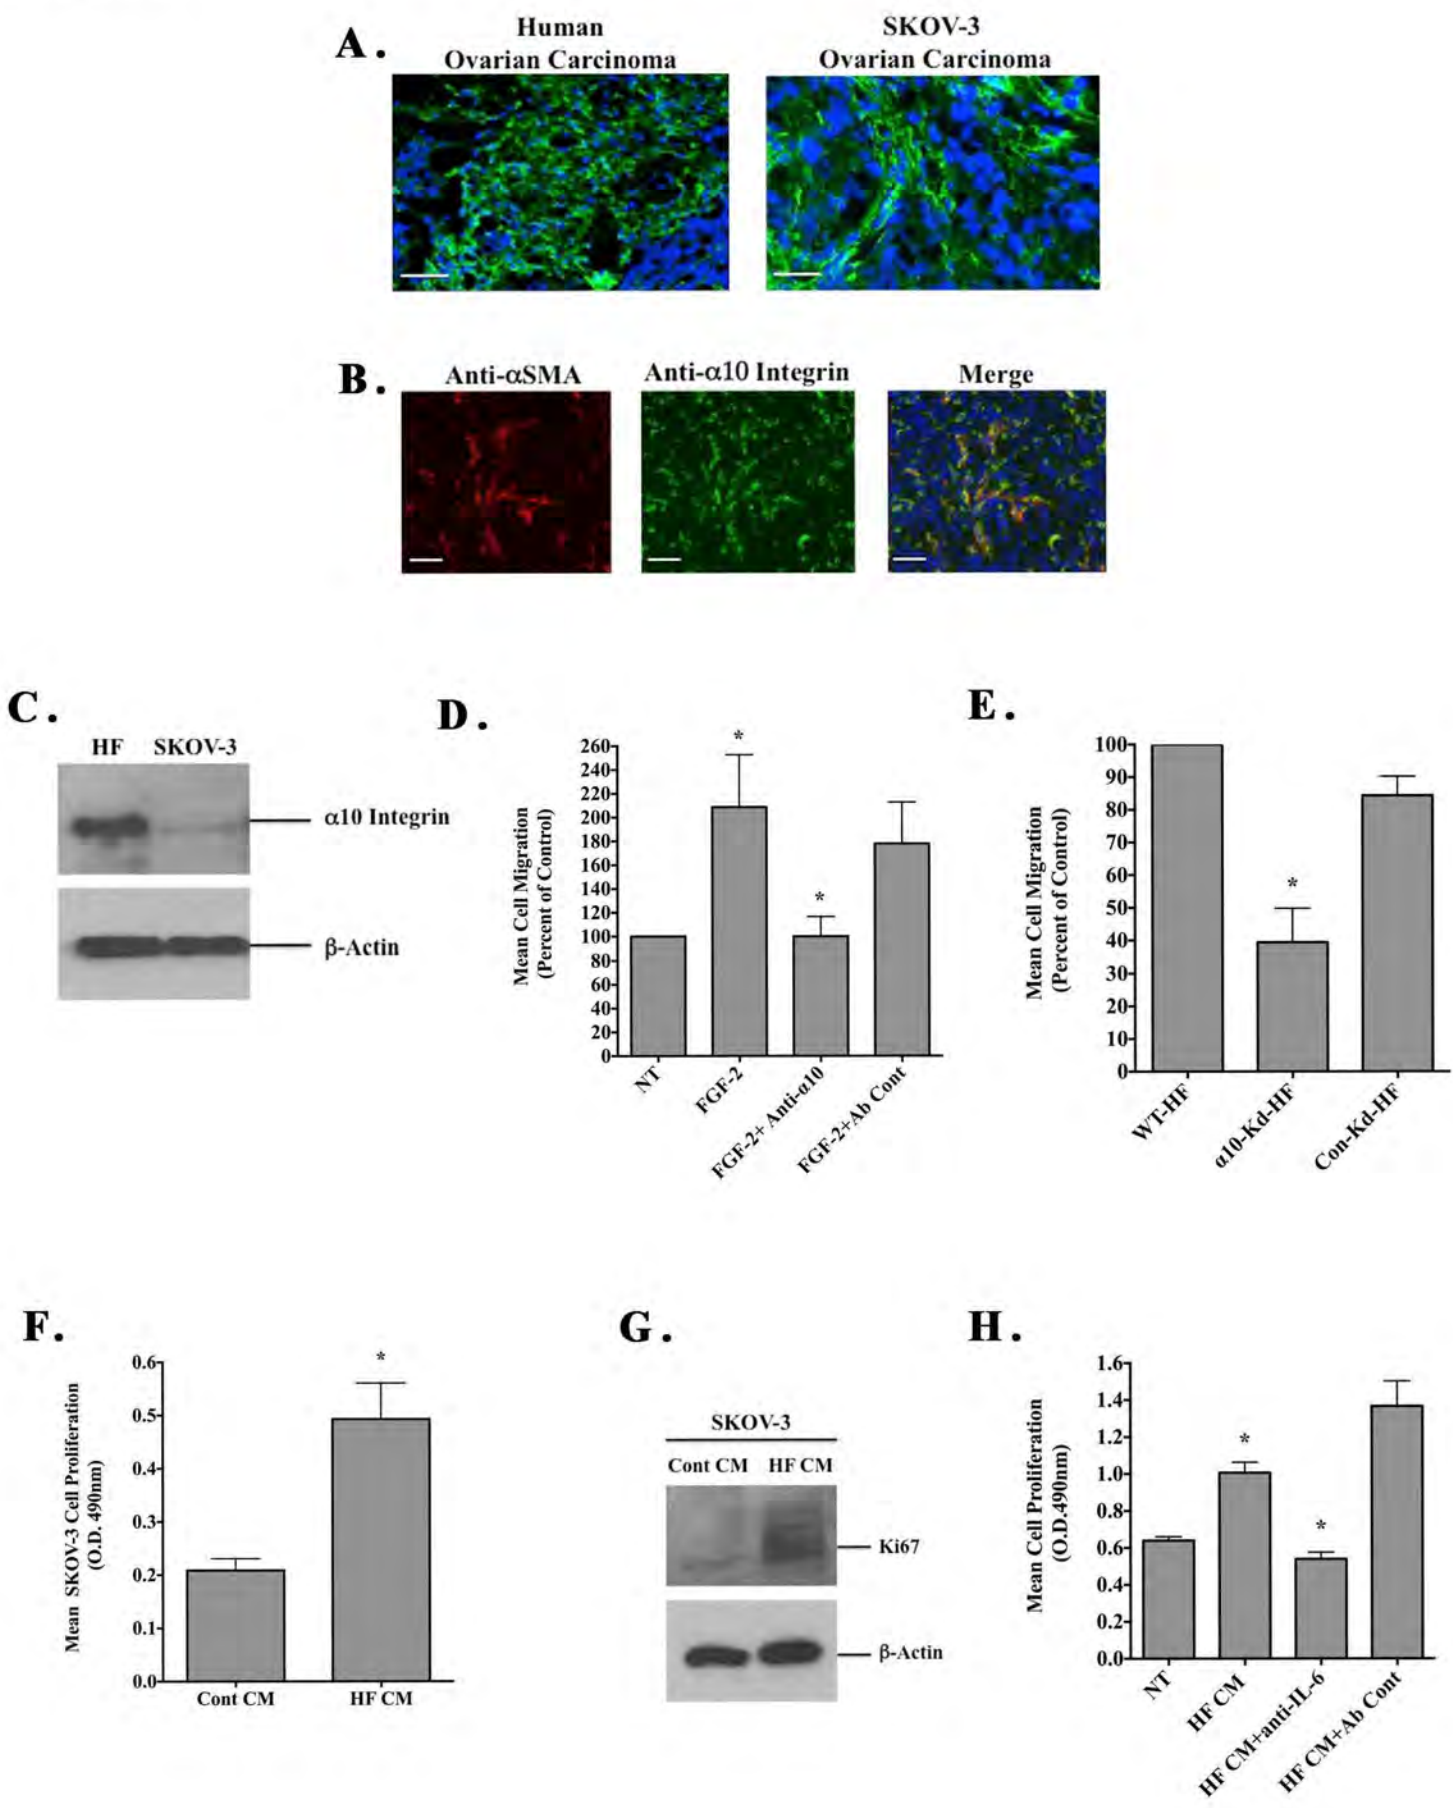 A.
Human
Ovarian Carcinoma
SKOV-3
Ovarian Carcinoma
B.
Anti-αSMA
Anti-α10 Integrin
Merge
C.
HF SKOV-3
α10 Integrin
β-Actin
D.
Mean Cell Migration
(Percent of Control)
260
240
220
200
180
160
140
120
100
80
60
40
20
0
*
*
NT
FGF-2
FGF-2+ Anti-α10
FGF-2+Ab Cont
E.
Mean Cell Migration
(Percent of Control)
100
90
80
70
60
50
40
30
20
10
0
*
WT-HF
α10-Kd-HF
Con-Kd-HF
F.
Mean SKOV-3 Cell Proliferation
(O.D. 490nm)
0.6
0.5
0.4
0.3
0.2
0.1
0.0
*
Cont CM
HF CM
G.
SKOV-3
Cont CM HF CM
Ki67
β-Actin
H.
Mean Cell Proliferation
(O.D.490nm)
1.6
1.4
1.2
1.0
0.8
0.6
0.4
0.2
0.0
*
*
NT
HF CM
HF CM+anti-IL-6
HF CM+Ab Cont